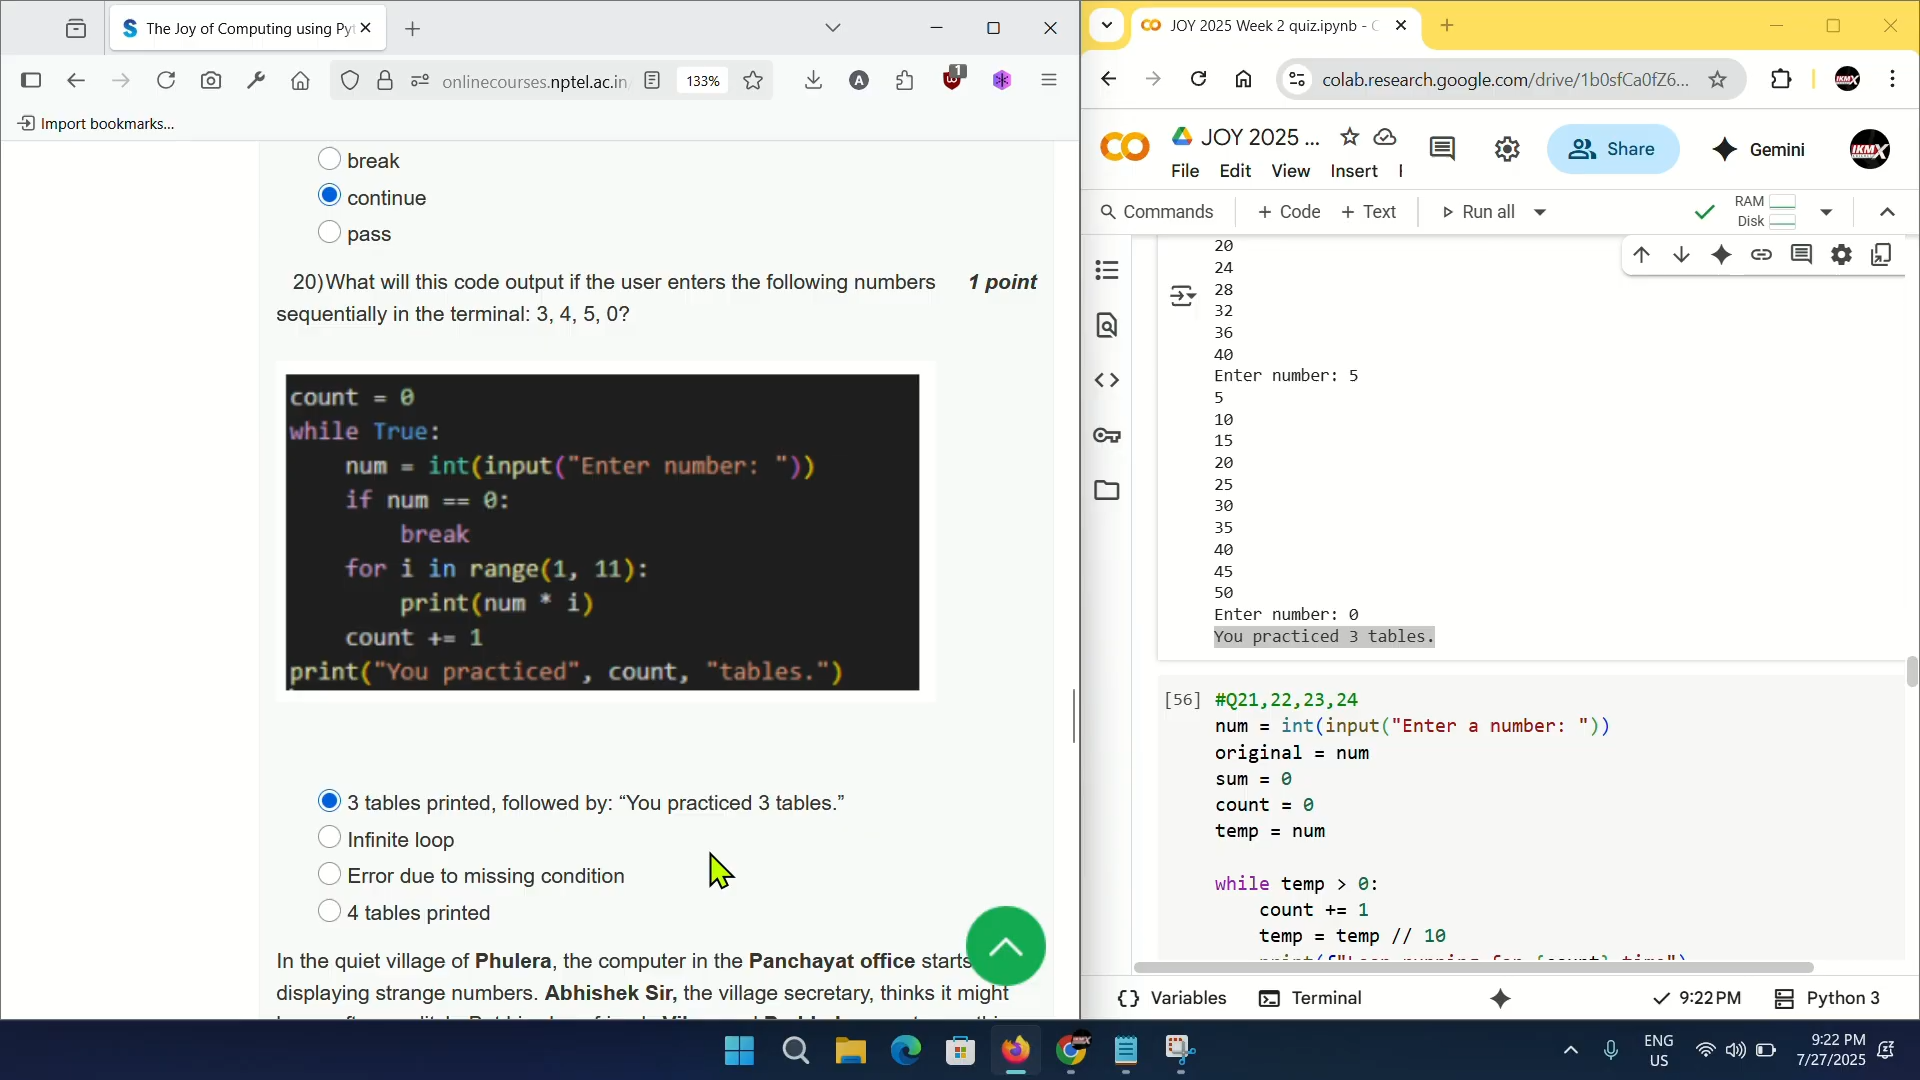 The Joy of Computing using Pyt
onlinecourses.nptel.ac.in
133%
1
Import bookmarks...
break
continue
pass
20)What will this code output if the user enters the following numbers
1 point
sequentially in the terminal: 3, 4, 5, 0?
count = 0
while True:
num = int(input("Enter number: "))
if num == 0:
break
for i in range(1, 11):
print(num * i)
count += 1
print("You practiced", count, "tables.")
3 tables printed, followed by: “You practiced 3 tables.”
Infinite loop
Error due to missing condition
4 tables printed
In the quiet village of Phulera, the computer in the Panchayat office starts
displaying strange numbers. Abhishek Sir, the village secretary, thinks it might
JOY 2025 Week 2 quiz.ipynb - C
colab.research.google.com/drive/1b0sfCa0fZ6...
IKMX
CO
JOY 2025 ...
Share
Gemini
IKMX
File Edit View Insert
Commands + Code + Text Run all
RAM
Disk
20
24
28
32
36
40
Enter number: 5
5
10
15
20
25
30
35
40
45
50
Enter number: 0
You practiced 3 tables.
[56]
#Q21,22,23,24
num = int(input("Enter a number: "))
original = num
sum = 0
count = 0
temp = num
while temp > 0:
count += 1
temp = temp // 10
{} Variables Terminal
9:22 PM Python 3
ENG
US
9:22 PM
7/27/2025